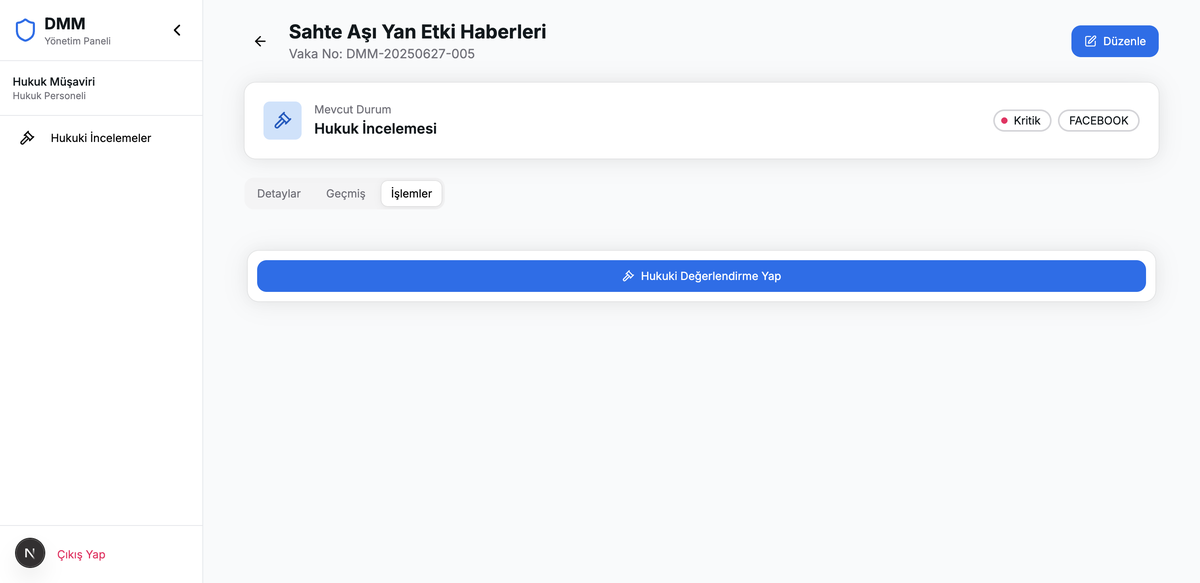 DMM
Yönetim Paneli
Hukuk Müşaviri
Hukuk Personeli
Hukuki İncelemeler
N
Çıkış Yap
Sahte Aşı Yan Etki Haberleri
Vaka No: DMM-20250627-005
Düzenle
Mevcut Durum
Hukuk İncelemesi
Kritik
FACEBOOK
Detaylar
Geçmiş
İşlemler
Hukuki Değerlendirme Yap